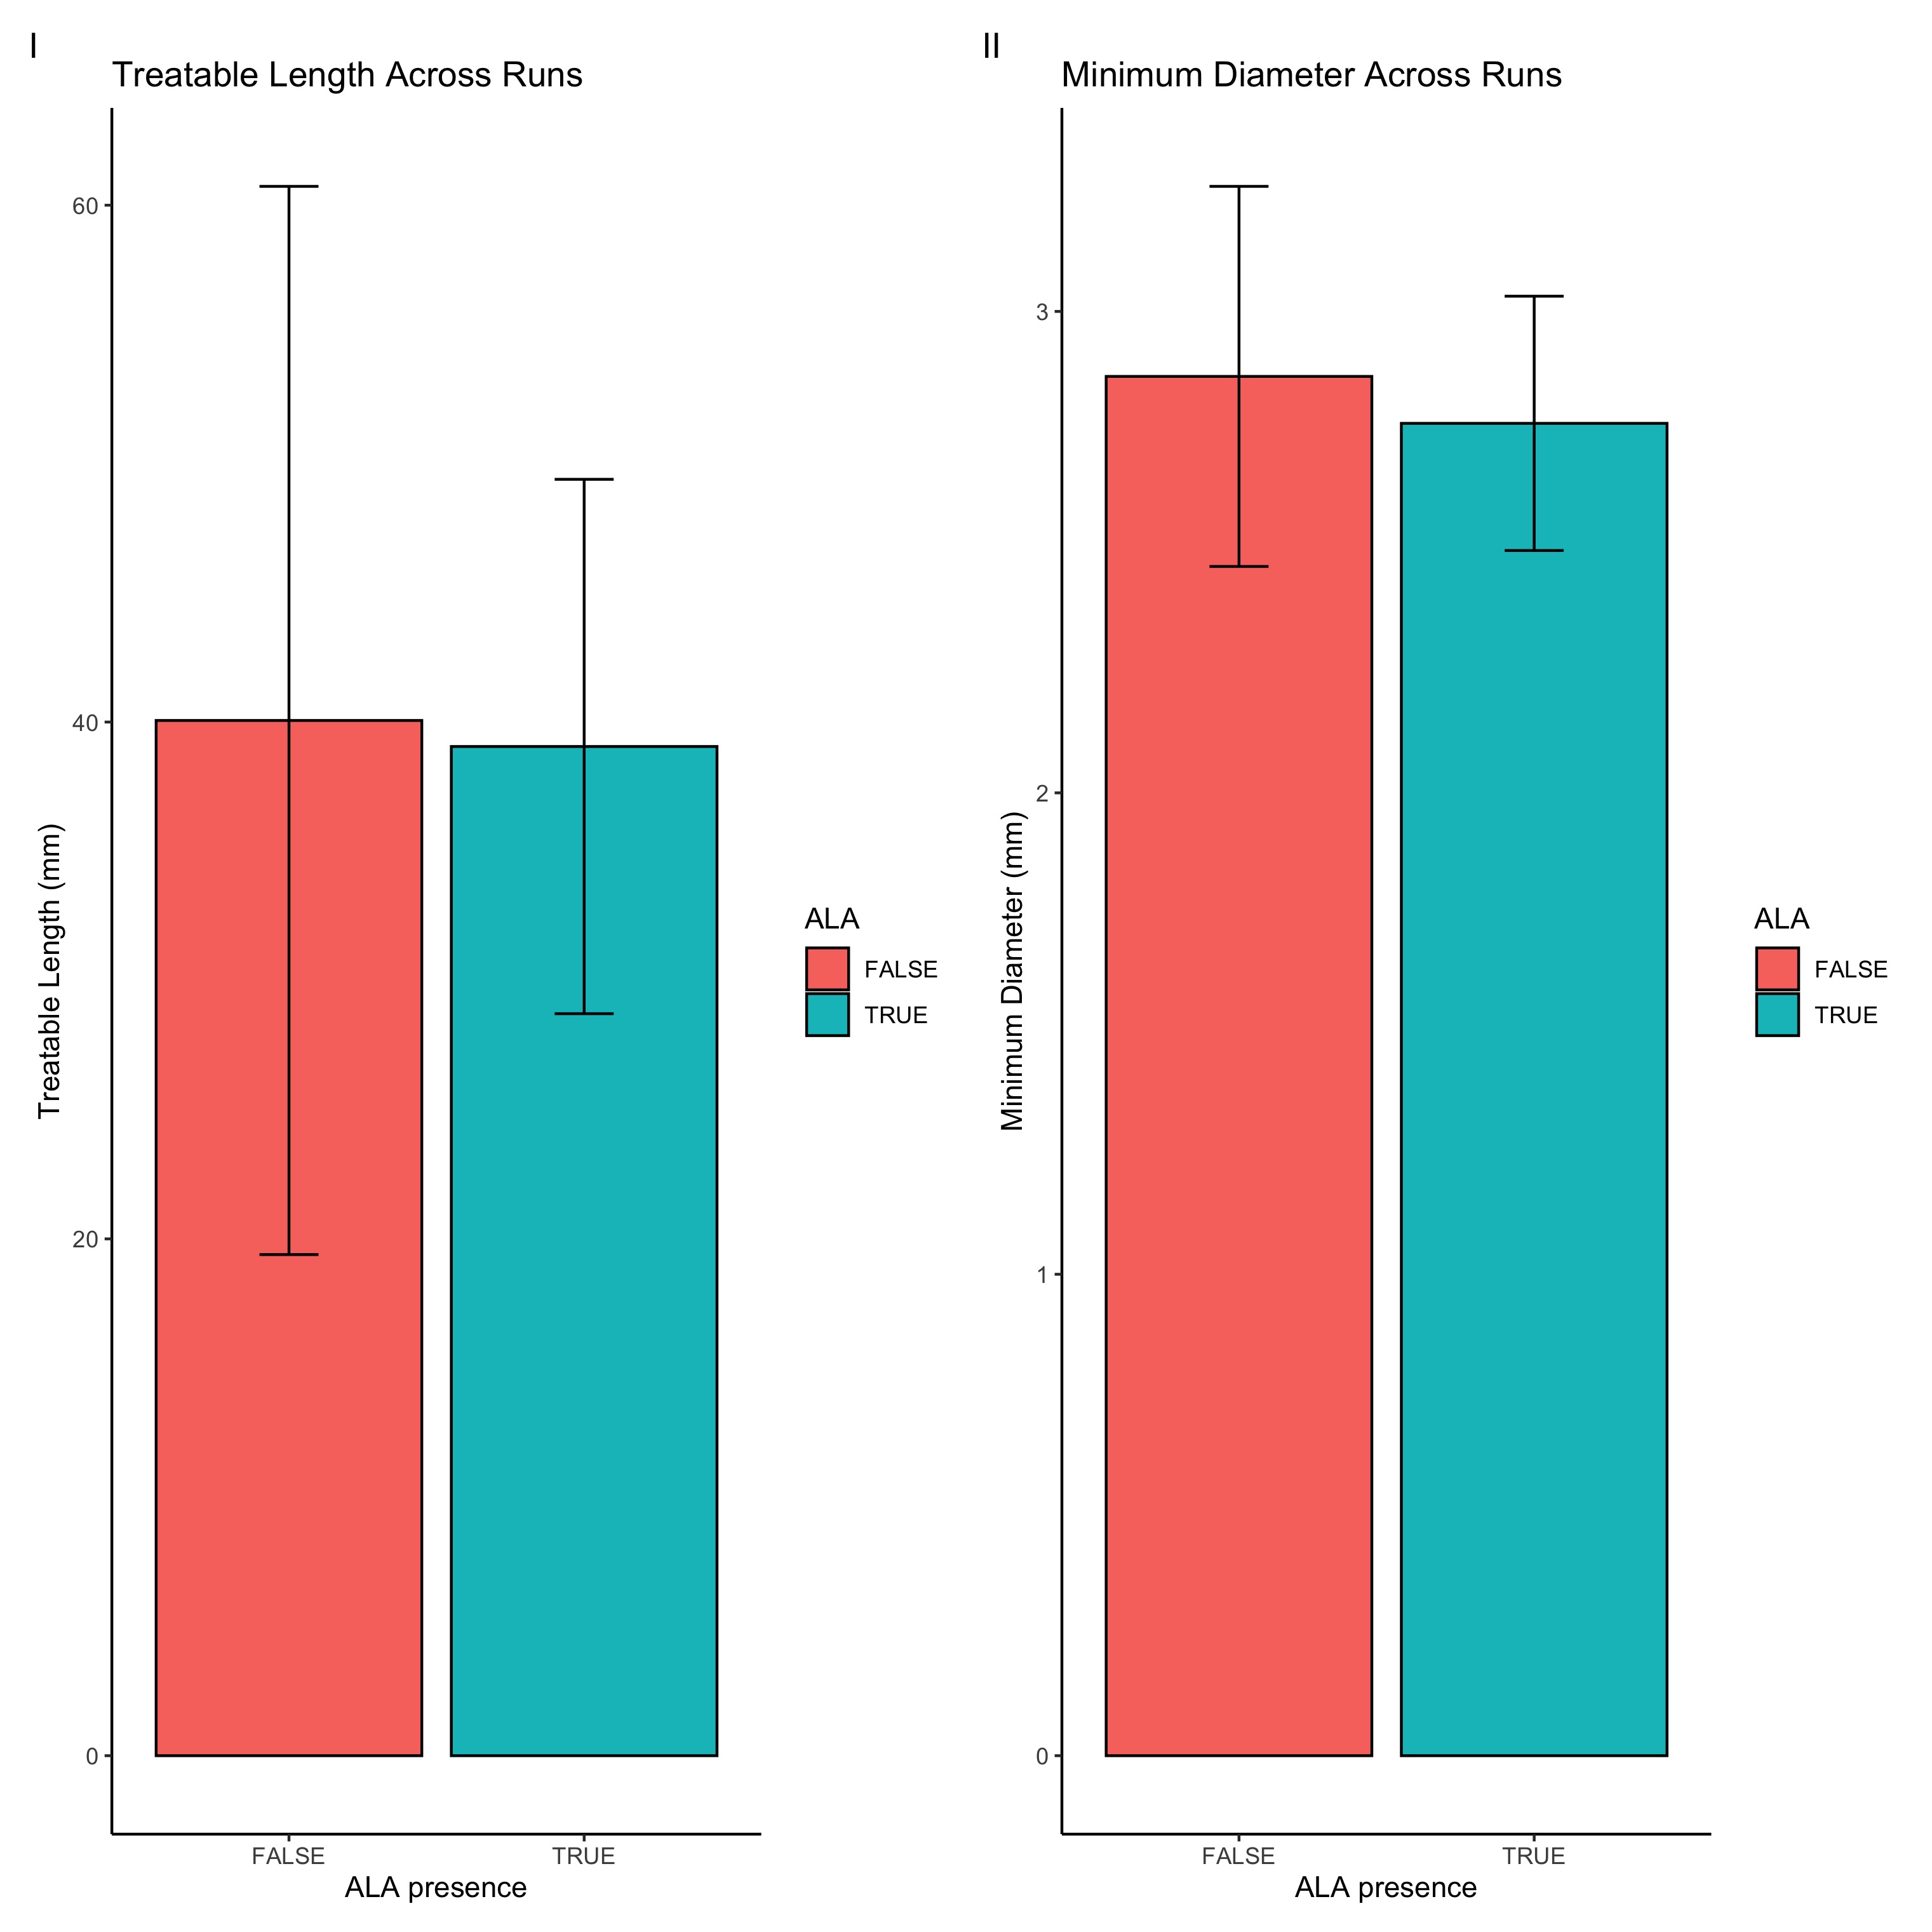 I
Treatable Length Across Runs
60
40
20
0
Treatable Length (mm)
FALSE
TRUE
ALA presence
ALA
FALSE
TRUE
II
Minimum Diameter Across Runs
3
2
1
0
Minimum Diameter (mm)
FALSE
TRUE
ALA presence
ALA
FALSE
TRUE